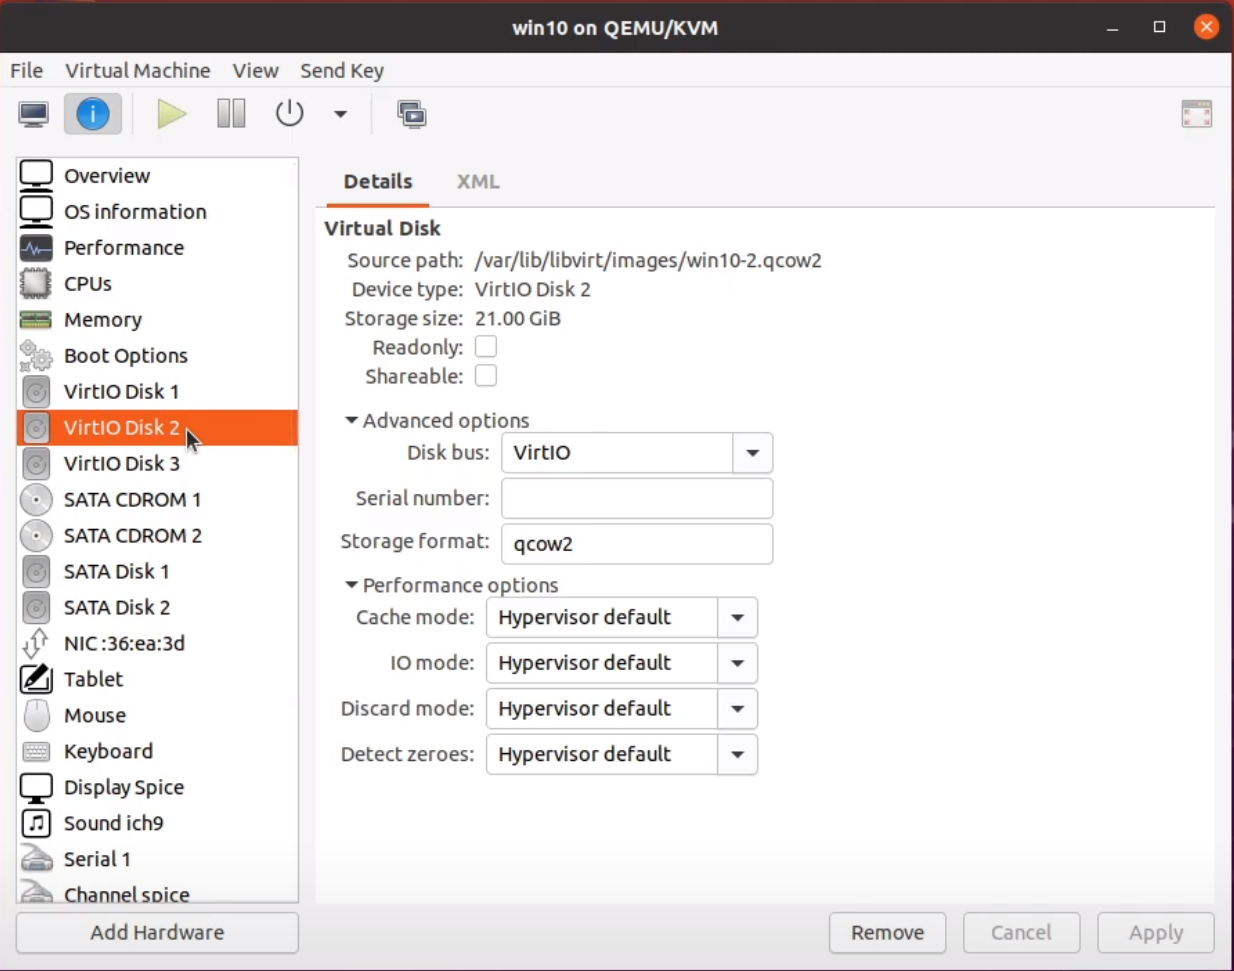 win10 on QEMU/KVM
File Virtual Machine View Send Key
Overview
OS information
Performance
CPUs
Memory
Boot Options
VirtIO Disk 1
VirtIO Disk 2
VirtIO Disk 3
SATA CDROM 1
SATA CDROM 2
SATA Disk 1
SATA Disk 2
NIC :36:ea:3d
Tablet
Mouse
Keyboard
Display Spice
Sound ich9
Serial 1
Channel spice
Add Hardware
Details XML
Virtual Disk
Source path: /var/lib/libvirt/images/win10-2.qcow2
Device type: VirtIO Disk 2
Storage size: 21.00 GiB
Readonly:
Shareable:
Advanced options
Disk bus: VirtIO
Serial number:
Storage format: qcow2
Performance options
Cache mode: Hypervisor default
IO mode: Hypervisor default
Discard mode: Hypervisor default
Detect zeroes: Hypervisor default
Remove Cancel Apply